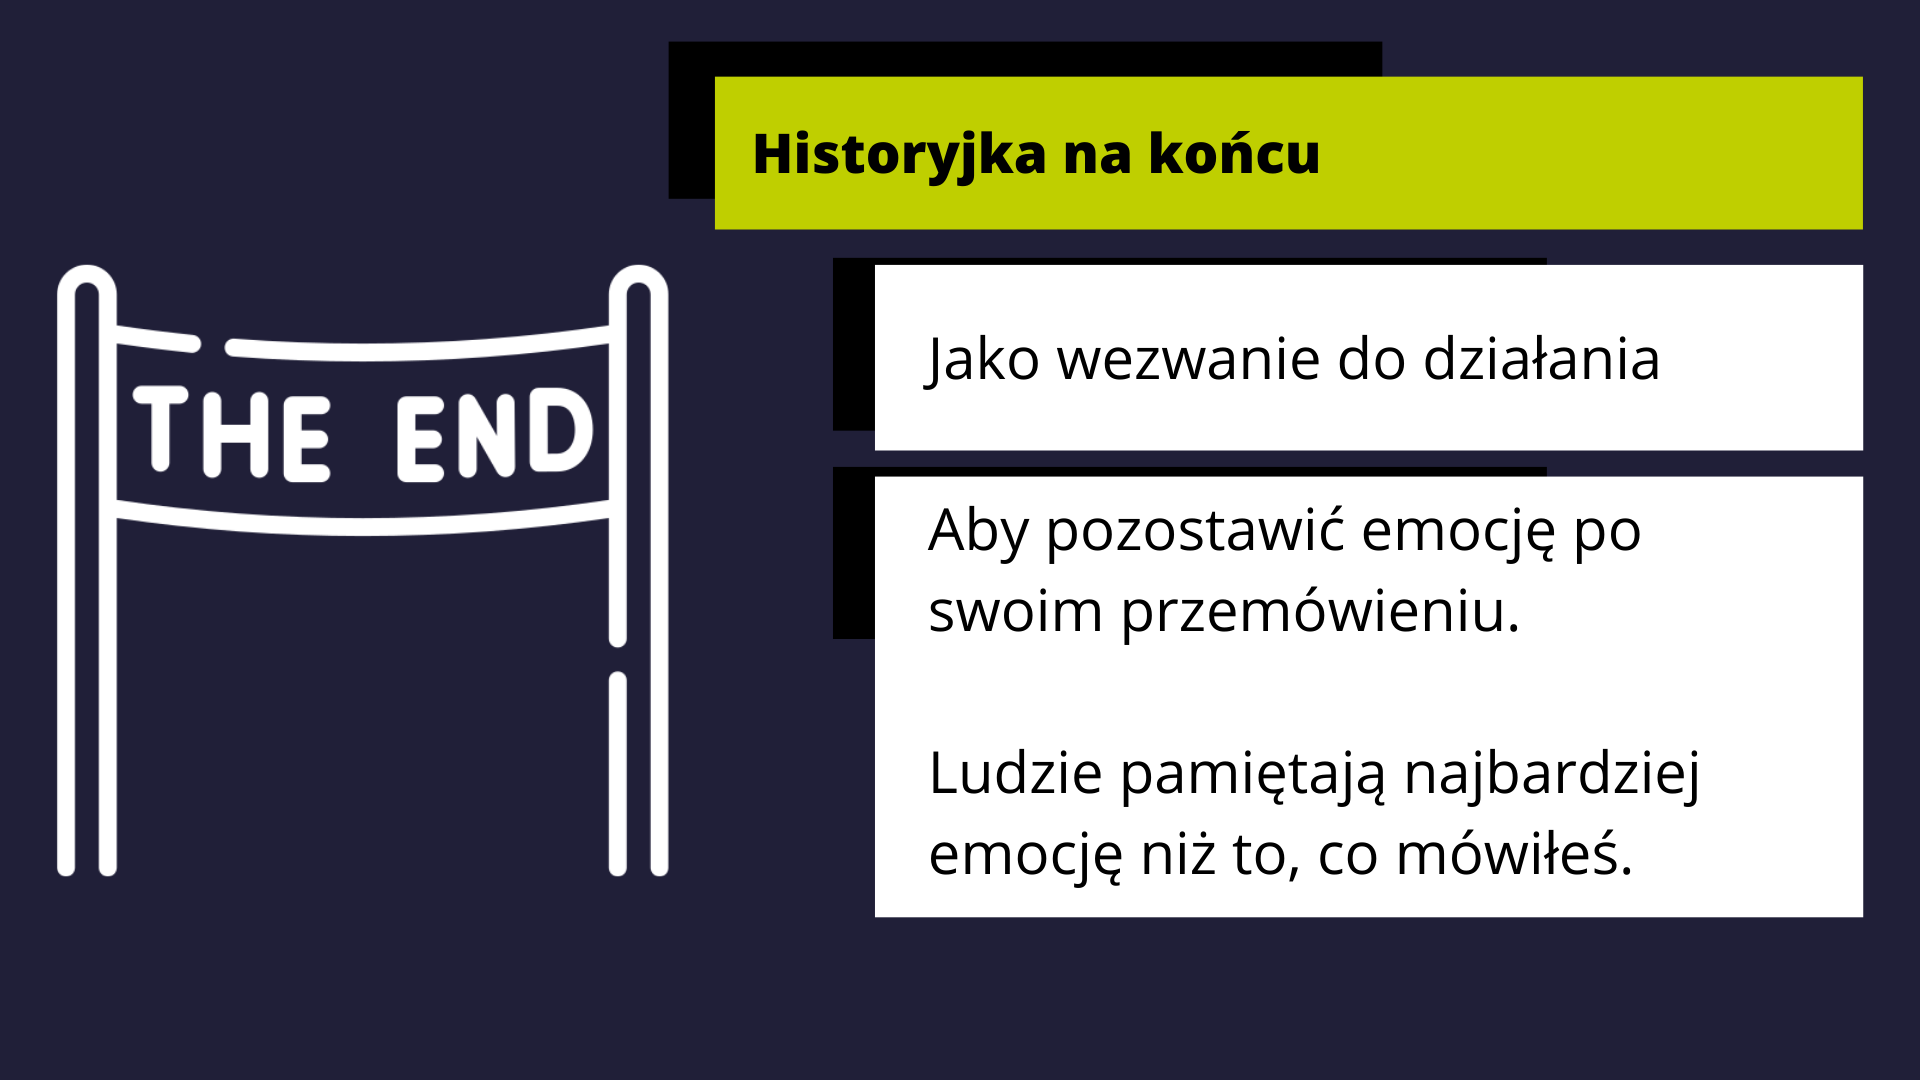 Historyjka na końcu
THE END
Jako wezwanie do działania
Aby pozostawić emocję po
swoim przemówieniu.
Ludzie pamiętają najbardziej
emocję niż to, co mówiłeś.